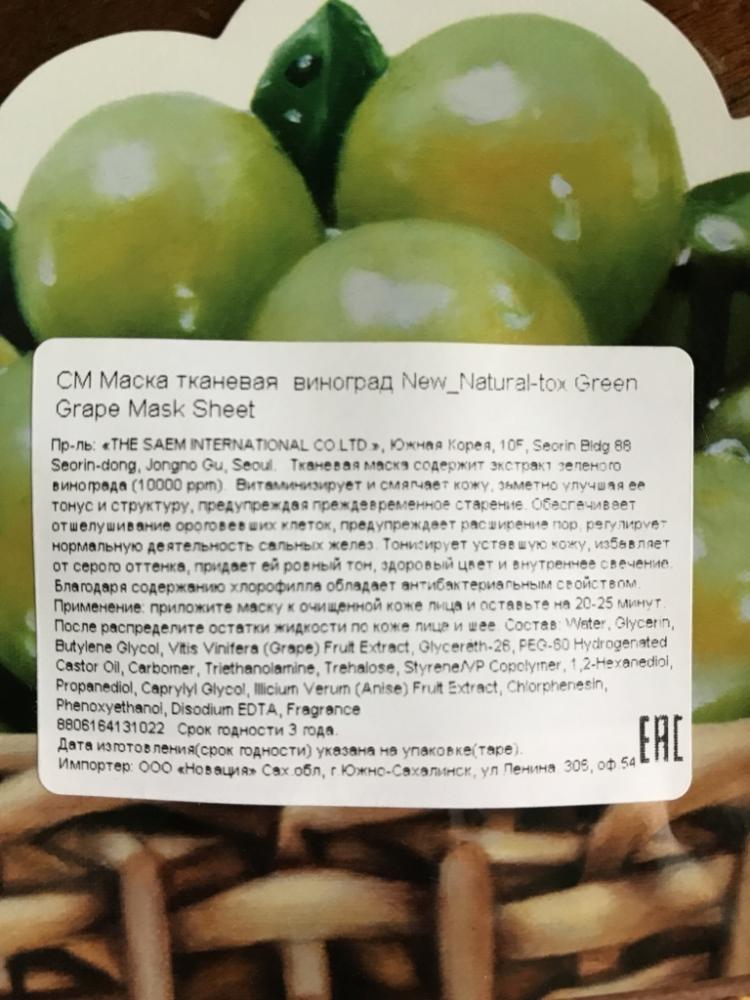 СМ Маска тканевая виноград New_Natural-tox Green
Grape Mask Sheet
Пр-ль: «THE SAEM INTERNATIONAL CO.LTD.», Южная Корея, 10F, Seorin Bldg 88
Seorin-dong, Jongno Gu, Seoul. Тканевая маска содержит экстракт зеленого
винограда (10000 ppm). Витаминизирует и смягчает кожу, заметно улучшая ее
тонус и структуру, предупреждая преждевременное старение. Обеспечивает
отшелушивание ороговевших клеток, предупреждает расширение пор, регулирует
нормальную деятельность сальных желез. Тонизирует уставшую кожу, избавляет
от серого оттенка, придает ей ровный тон, здоровый цвет и внутреннее свечение.
Благодаря содержанию хлорофилла обладает антибактериальным свойством.
Применение: приложите маску к очищенной коже лица и оставьте на 20-25 минут.
После распределите остатки жидкости по коже лица и шее. Состав: Water, Glycerin,
Butylene Glycol, Vitis Vinifera (Grape) Fruit Extract, Glycereth-26, PEG-60 Hydrogenated
Castor Oil, Carbomer, Triethanolamine, Trehalose, Styrene/VP Copolymer, 1,2-Hexanediol,
Propanediol, Caprylyl Glycol, Illicium Verum (Anise) Fruit Extract, Chlorphenesin,
Phenoxyethanol, Disodium EDTA, Fragrance
8806164131022 Срок годности 3 года.
Дата изготовления(срок годности) указана на упаковке(таре).
Импортер: ООО «Новация» Сах.обл, г.Южно-Сахалинск, ул Ленина 305, оф.54
EAC